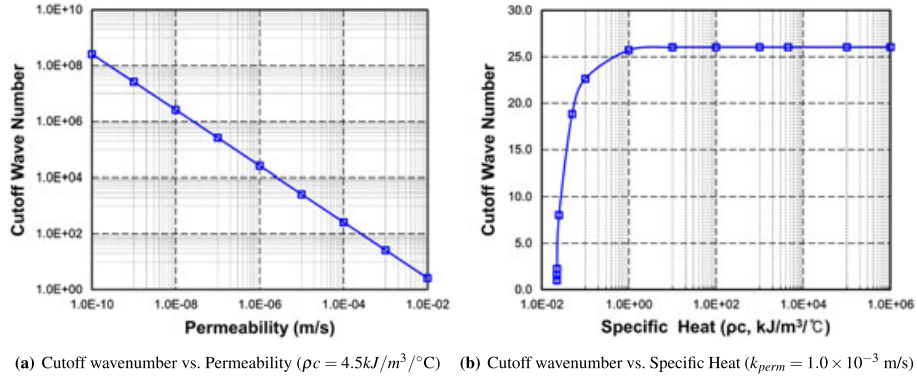 1.0E+10
1.0E+08
1.0E+06
1.0E+04
1.0E+02
1.0E+00
Cutoff Wave Number
1.0E-10 1.0E-08 1.0E-06 1.0E-04 1.0E-02
Permeability (m/s)
30.0
25.0
20.0
15.0
10.0
5.0
0.0
Cutoff Wave Number
1.0E-02 1.0E+00 1.0E+02 1.0E+04 1.0E+06
Specific Heat (ρc, kJ/m³/℃)
(a) Cutoff wavenumber vs. Permeability (ρc = 4.5kJ/m³/°C)
(b) Cutoff wavenumber vs. Specific Heat (k_perm = 1.0 × 10⁻³ m/s)